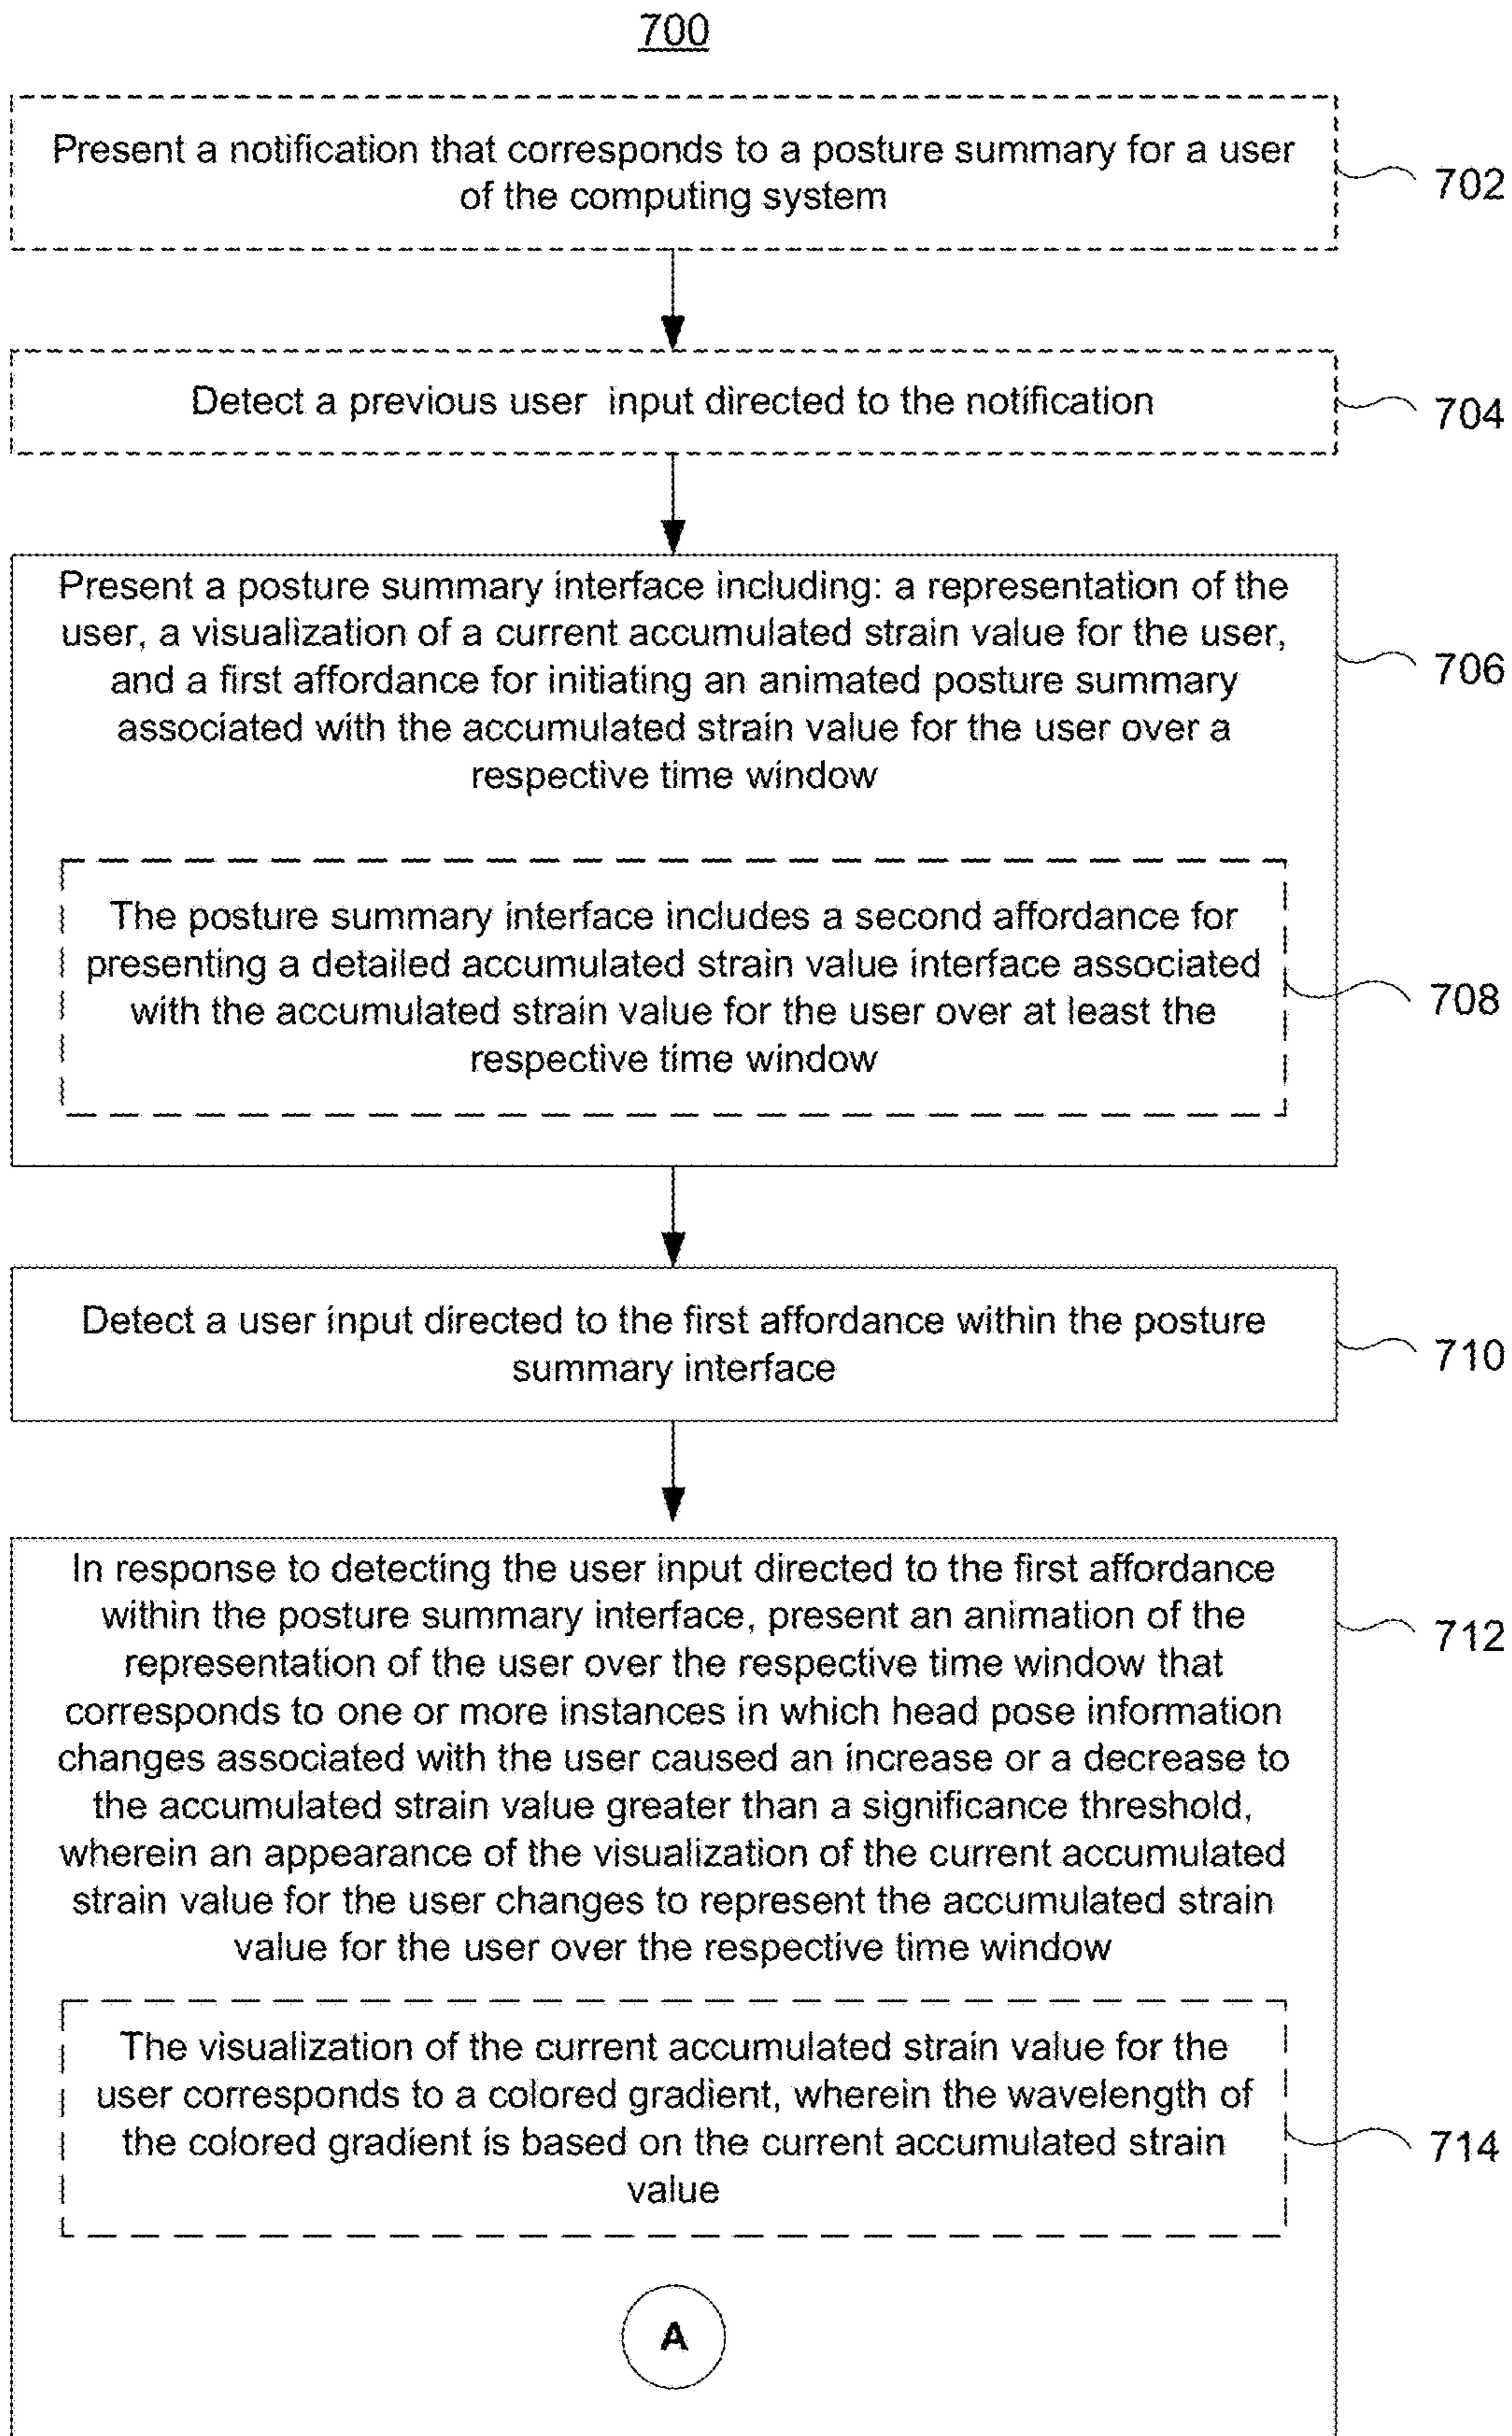 700
Present a notification that corresponds to a posture summary for a user
of the computing system
702
Detect a previous user input directed to the notification
704
Present a posture summary interface including: a representation of the
user, a visualization of a current accumulated strain value for the user,
and a first affordance for initiating an animated posture summary
associated with the accumulated strain value for the user over a
respective time window
706
The posture summary interface includes a second affordance for
presenting a detailed accumulated strain value interface associated
with the accumulated strain value for the user over at least the
respective time window
708
Detect a user input directed to the first affordance within the posture
summary interface
710
In response to detecting the user input directed to the first affordance
within the posture summary interface, present an animation of the
representation of the user over the respective time window that
corresponds to one or more instances in which head pose information
changes associated with the user caused an increase or a decrease to
the accumulated strain value greater than a significance threshold,
wherein an appearance of the visualization of the current accumulated
strain value for the user changes to represent the accumulated strain
value for the user over the respective time window
712
The visualization of the current accumulated strain value for the
user corresponds to a colored gradient, wherein the wavelength of
the colored gradient is based on the current accumulated strain
value
714
A